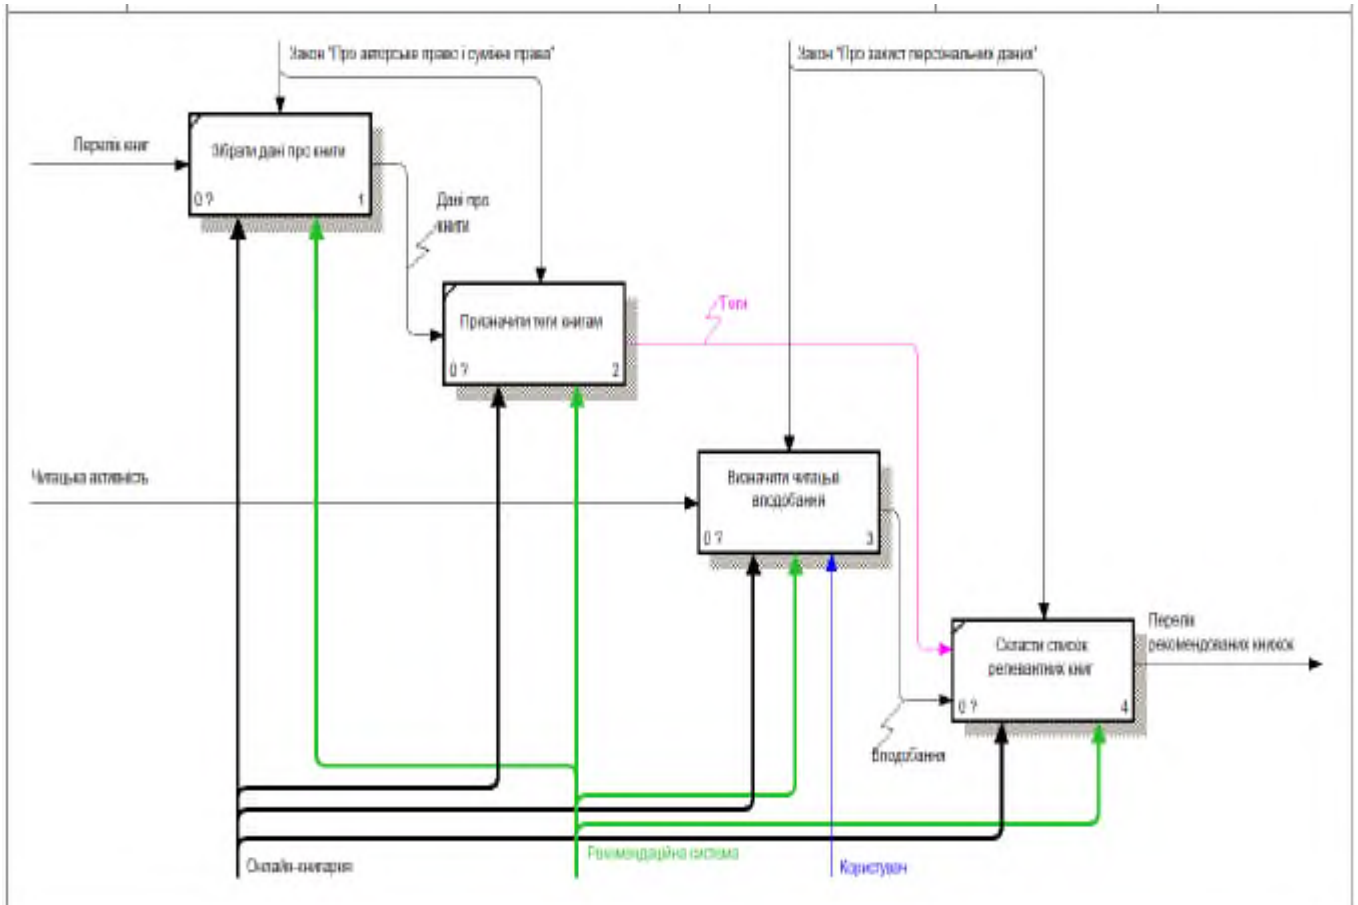 Закон "Про авторське право і суміжні права"
Закон "Про захист персональних даних"
Перелік книг
Зібрати дані про книги
0 ?
1
Дані про
книги
Призначити теги книгам
0 ?
2
Теги
Читацька активність
Визначити читацькі
вподобання
0 ?
3
Скласти список
релевантних книг
0 ?
4
Перелік
рекомендованих книжок
Вподобання
Онлайн-книгарня
Рекомендаційна система
Користувач